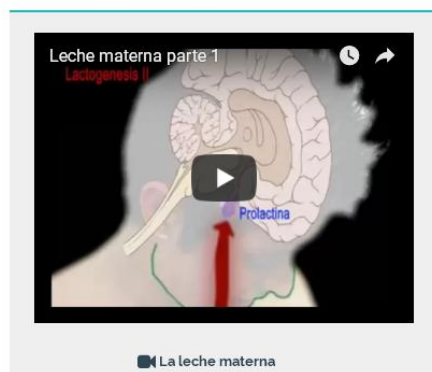 Leche materna parte 1
Lactogenesis II
Prolactina
La leche materna